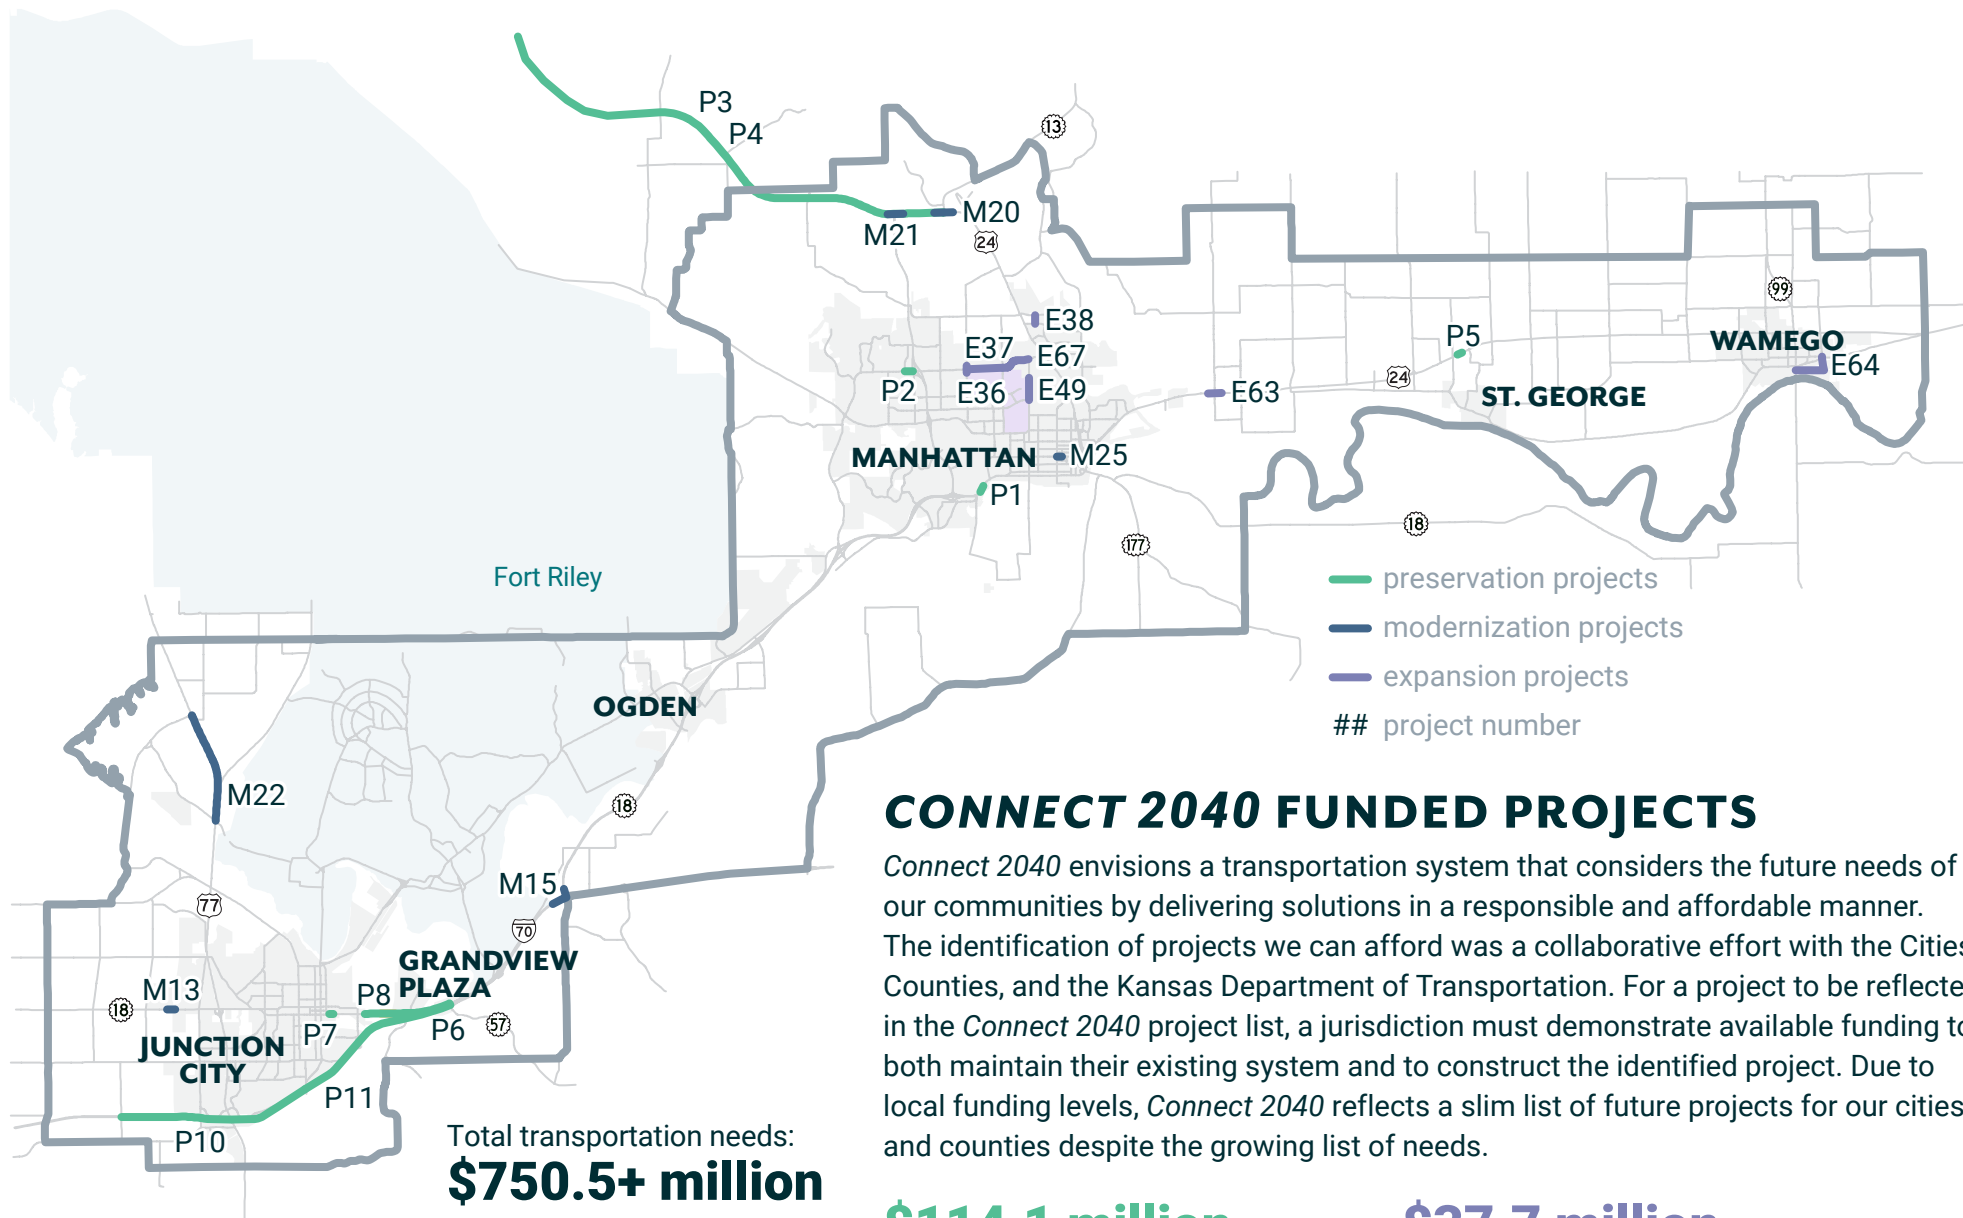 P3
P4
13
M20
M21
24
E38
E37
E67
P5
99
WAMEGO
E64
P2
E36
E49
E63
24
ST. GEORGE
MANHATTAN
M25
P1
18
177
Fort Riley
preservation projects
modernization projects
expansion projects
## project number
OGDEN
M22
18
CONNECT 2040 FUNDED PROJECTS
Connect 2040 envisions a transportation system that considers the future needs of
our communities by delivering solutions in a responsible and affordable manner.
The identification of projects we can afford was a collaborative effort with the Cities
Counties, and the Kansas Department of Transportation. For a project to be reflecte
in the Connect 2040 project list, a jurisdiction must demonstrate available funding to
both maintain their existing system and to construct the identified project. Due to
local funding levels, Connect 2040 reflects a slim list of future projects for our cities
and counties despite the growing list of needs.
M15
77
70
GRANDVIEW
PLAZA
M13
18
P8
P7
P6
57
JUNCTION
CITY
P11
P10
Total transportation needs:
$750.5+ million
$114.1 million
$37.7 million